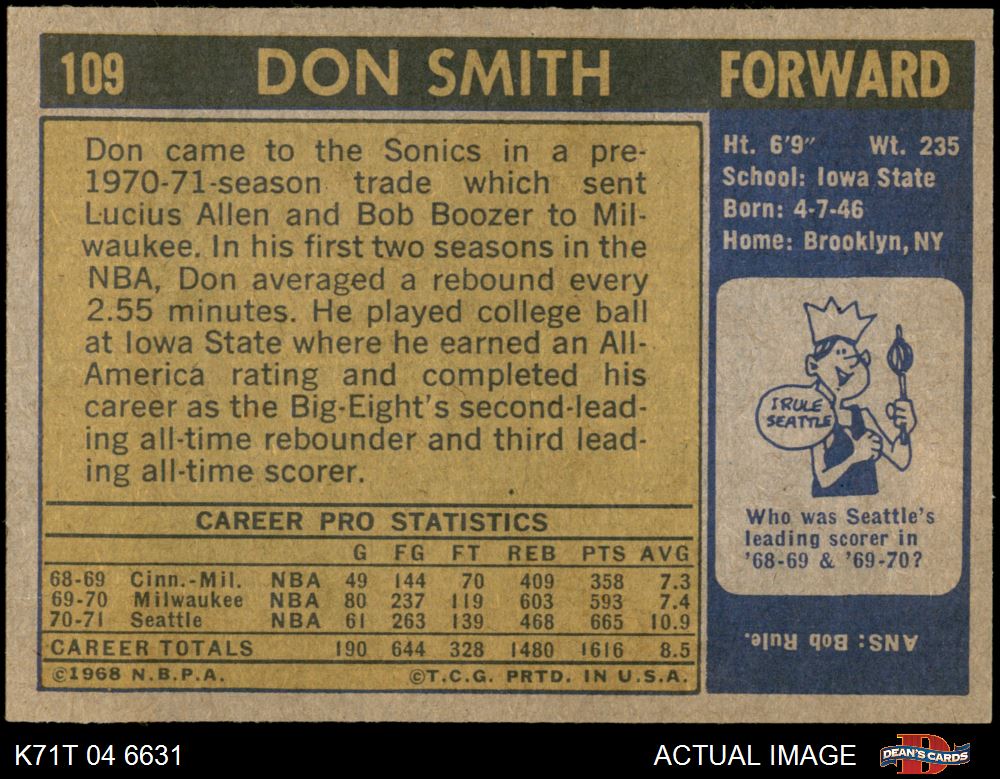 109 DON SMITH FORWARD
Don came to the Sonics in a pre-
1970-71-season trade which sent
Lucius Allen and Bob Boozer to Mil-
waukee. In his first two seasons in the
NBA, Don averaged a rebound every
2.55 minutes. He played college ball
at Iowa State where he earned an All-
America rating and completed his
career as the Big-Eight's second-lead-
ing all-time rebounder and third lead-
ing all-time scorer.
CAREER PRO STATISTICS
G FG FT REB PTS AVG
68-69 Cinn.-Mil. NBA 49 144 70 409 358 7.3
69-70 Milwaukee NBA 80 237 119 603 593 7.4
70-71 Seattle NBA 61 263 139 468 665 10.9
CAREER TOTALS 190 644 328 1480 1616 8.5
©1968 N.B.P.A. ©T.C.G. PRTD. IN U.S.A.
Ht. 6'9" Wt. 235
School: Iowa State
Born: 4-7-46
Home: Brooklyn, NY
I RULE
SEATTLE
Who was Seattle's
leading scorer in
'68-69 & '69-70?
ANS: Bob Rule.
K71T 04 6631 ACTUAL IMAGE DEAN'S CARDS